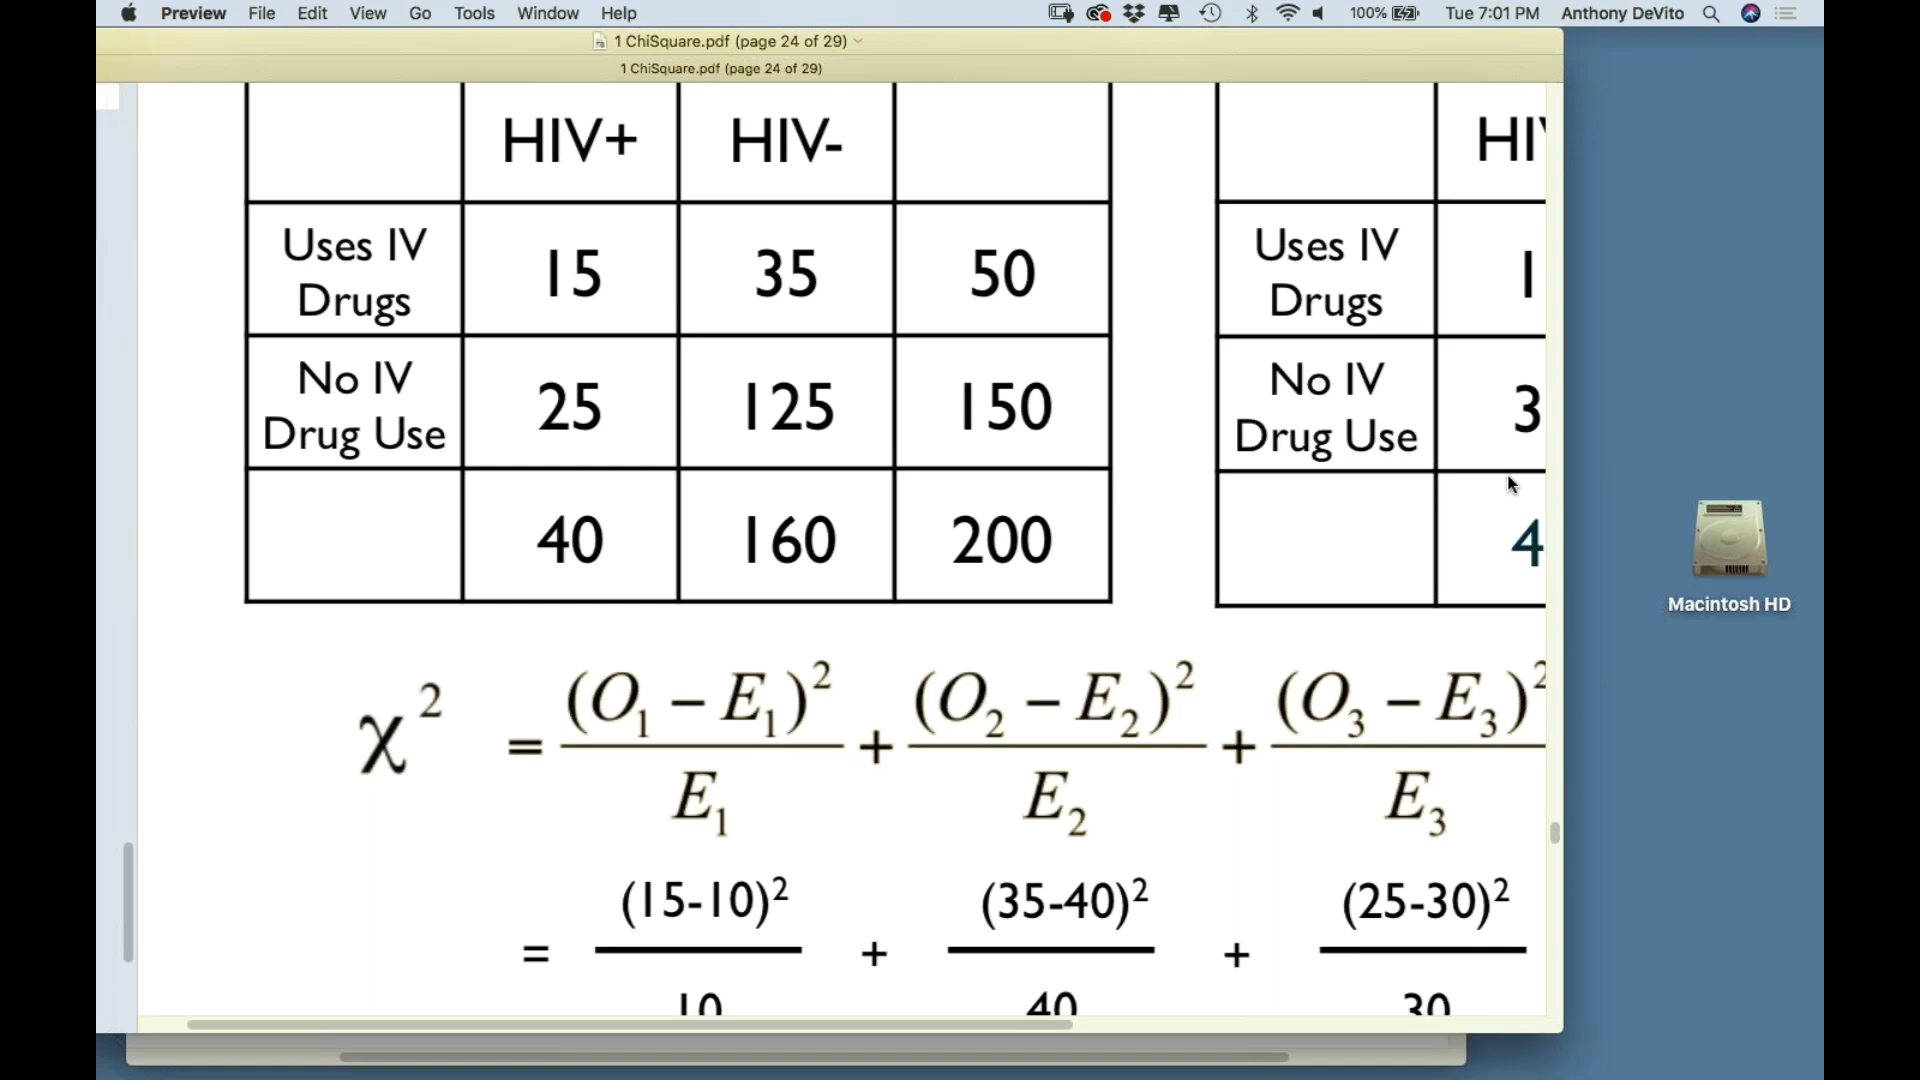 Preview File Edit View Go Tools Window Help 100% Tue 7:01 PM Anthony DeVito
1 ChiSquare.pdf (page 24 of 29)
1 ChiSquare.pdf (page 24 of 29)
HIV+ HIV-
Uses IV Drugs 15 35 50
No IV Drug Use 25 125 150
40 160 200
HIV
Uses IV Drugs 1
No IV Drug Use 3
4
Macintosh HD
χ² = (O₁ − E₁)² / E₁ + (O₂ − E₂)² / E₂ + (O₃ − E₃)² / E₃
= (15-10)² / 10 + (35-40)² / 40 + (25-30)² / 30